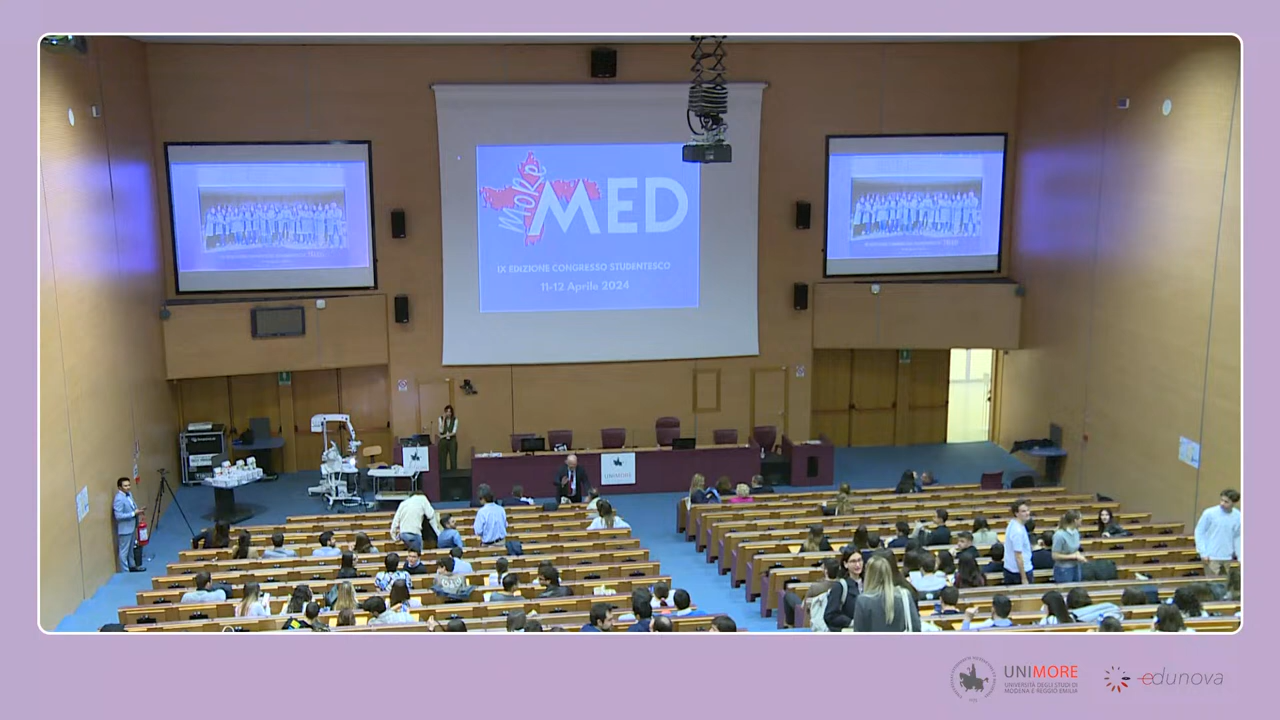 MoRe
MED
IX EDIZIONE CONGRESSO STUDENTESCO
11-12 Aprile 2024
UNIMORE
UNIMORE
UNIVERSITÀ DEGLI STUDI DI
MODENA E REGGIO EMILIA
edunova